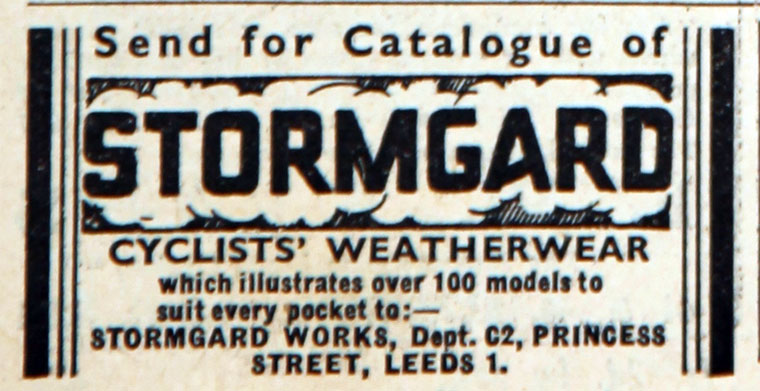 Send for Catalogue of
STORMGARD
CYCLISTS' WEATHERWEAR
which illustrates over 100 models to
suit every pocket to:—
STORMGARD WORKS, Dept. C2, PRINCESS
STREET, LEEDS 1.